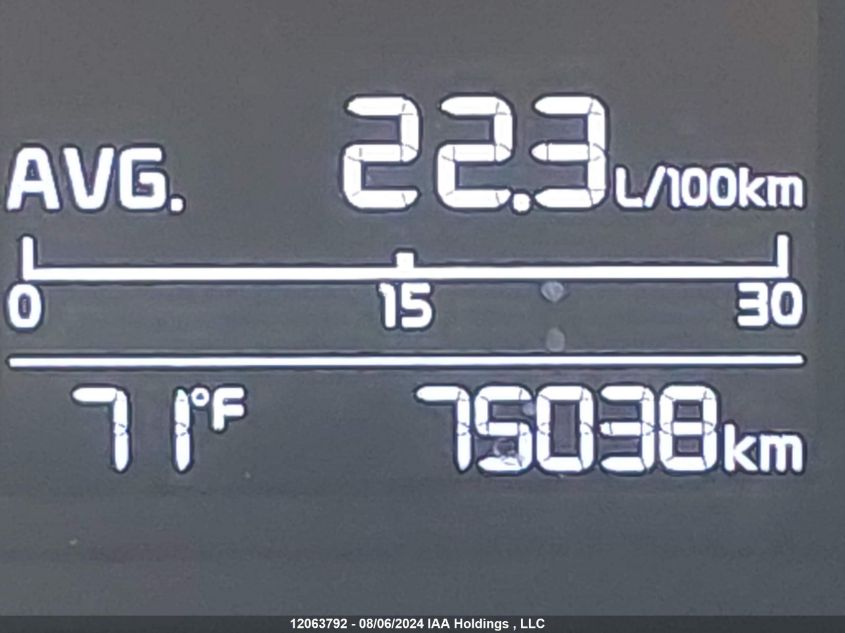 AVG. 22.3 L/100km
0 15 30
71°F 75038 km
12063792 - 08/06/2024 IAA Holdings , LLC